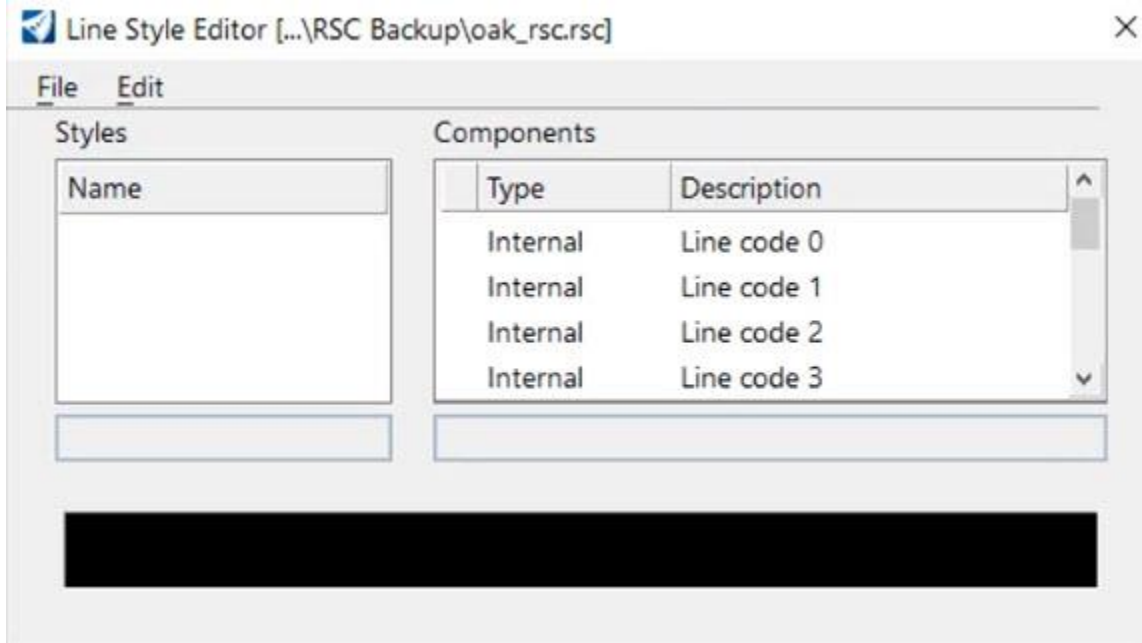 Line Style Editor [...\RSC Backup\oak_rsc.rsc]
File Edit
Styles
Components
Name
Type Description
Internal Line code 0
Internal Line code 1
Internal Line code 2
Internal Line code 3